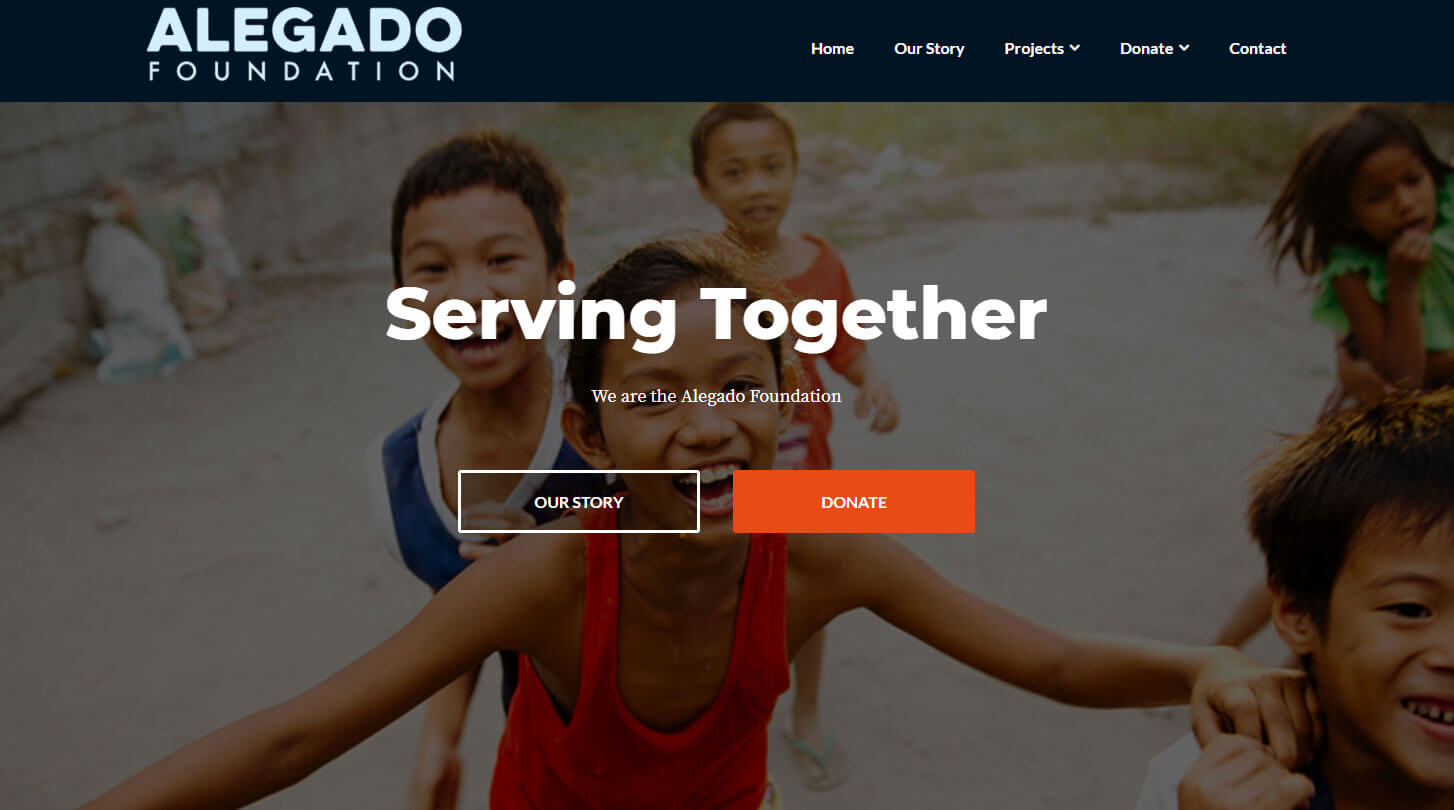 ALEGADO
FOUNDATION
Home Our Story Projects Donate Contact
Serving Together
We are the Alegado Foundation
OUR STORY DONATE